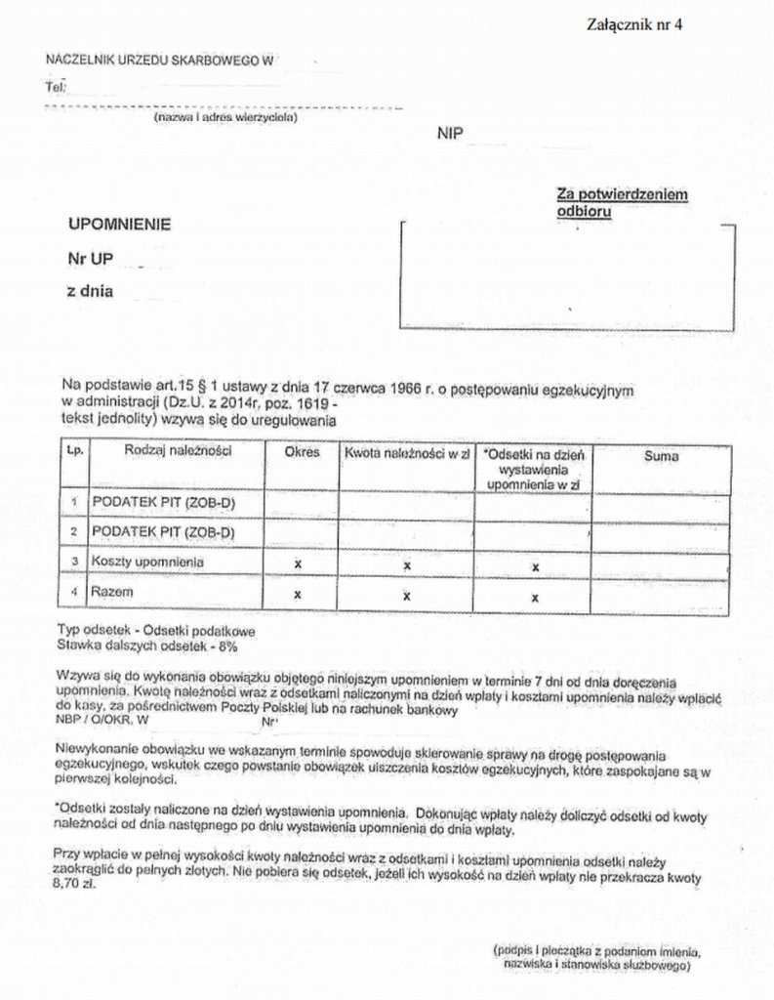 Załącznik nr 4
NACZELNIK URZĘDU SKARBOWEGO W
Tel:
(nazwa i adres wierzyciela)
NIP
Za potwierdzeniem
odbioru
UPOMNIENIE
Nr UP
z dnia
Na podstawie art.15 § 1 ustawy z dnia 17 czerwca 1966 r. o postępowaniu egzekucyjnym
w administracji (Dz.U. z 2014r. poz. 1619 -
tekst jednolity) wzywa się do uregulowania
Lp. Rodzaj należności Okres Kwota należności w zł *Odsetki na dzień wystawienia upomnienia w zł Suma
1 PODATEK PIT (ZOB-D)
2 PODATEK PIT (ZOB-D)
3 Koszty upomnienia x x x
4 Razem x x x
Typ odsetek - Odsetki podatkowe
Stawka dalszych odsetek - 8%
Wzywa się do wykonania obowiązku objętego niniejszym upomnieniem w terminie 7 dni od dnia doręczenia
upomnienia. Kwotę należności wraz z odsetkami naliczonymi na dzień wpłaty i kosztami upomnienia należy wpłacić
do kasy, za pośrednictwem Poczty Polskiej lub na rachunek bankowy
NBP / O/OKR. W Nr
Niewykonanie obowiązku we wskazanym terminie spowoduje skierowanie sprawy na drogę postępowania
egzekucyjnego, wskutek czego powstanie obowiązek uiszczenia kosztów egzekucyjnych, które zaspokajane są w
pierwszej kolejności.
*Odsetki zostały naliczone na dzień wystawienia upomnienia. Dokonując wpłaty należy doliczyć odsetki od kwoty
należności od dnia następnego po dniu wystawienia upomnienia do dnia wpłaty.
Przy wpłacie w pełnej wysokości kwoty należności wraz z odsetkami i kosztami upomnienia odsetki należy
zaokrąglić do pełnych złotych. Nie pobiera się odsetek, jeżeli ich wysokość na dzień wpłaty nie przekracza kwoty
8,70 zł.
(podpis i pieczątka z podaniem imienia,
nazwiska i stanowiska służbowego)